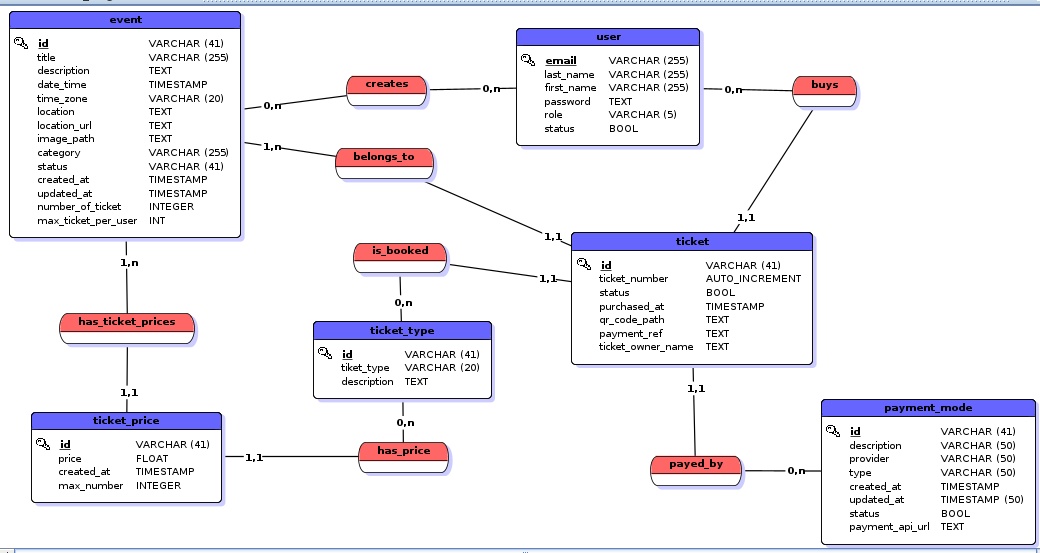 event
id VARCHAR (41)
title VARCHAR (255)
description TEXT
date_time TIMESTAMP
time_zone VARCHAR (20)
location TEXT
location_url TEXT
image_path TEXT
category VARCHAR (255)
status VARCHAR (41)
created_at TIMESTAMP
updated_at TIMESTAMP
number_of_ticket INTEGER
max_ticket_per_user INT
0,n
creates
0,n
user
email VARCHAR (255)
last_name VARCHAR (255)
first_name VARCHAR (255)
password TEXT
role VARCHAR (5)
status BOOL
0,n
buys
1,1
1,n
belongs_to
1,1
ticket
id VARCHAR (41)
ticket_number AUTO_INCREMENT
status BOOL
purchased_at TIMESTAMP
qr_code_path TEXT
payment_ref TEXT
ticket_owner_name TEXT
is_booked
1,1
0,n
1,n
has_ticket_prices
1,1
ticket_type
id VARCHAR (41)
tiket_type VARCHAR (20)
description TEXT
0,n
has_price
1,1
ticket_price
id VARCHAR (41)
price FLOAT
created_at TIMESTAMP
max_number INTEGER
1,1
payed_by
0,n
payment_mode
id VARCHAR (41)
description VARCHAR (50)
provider VARCHAR (50)
type VARCHAR (50)
created_at TIMESTAMP
updated_at TIMESTAMP (50)
status BOOL
payment_api_url TEXT